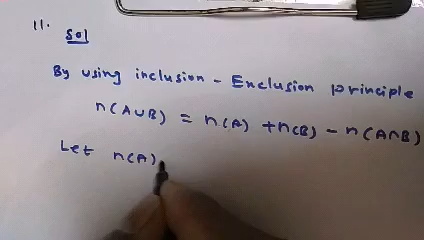 11.
Sol
By using inclusion - Exclusion principle
n(A∪B) = n(A) + n(B) - n(A∩B)
Let n(A)